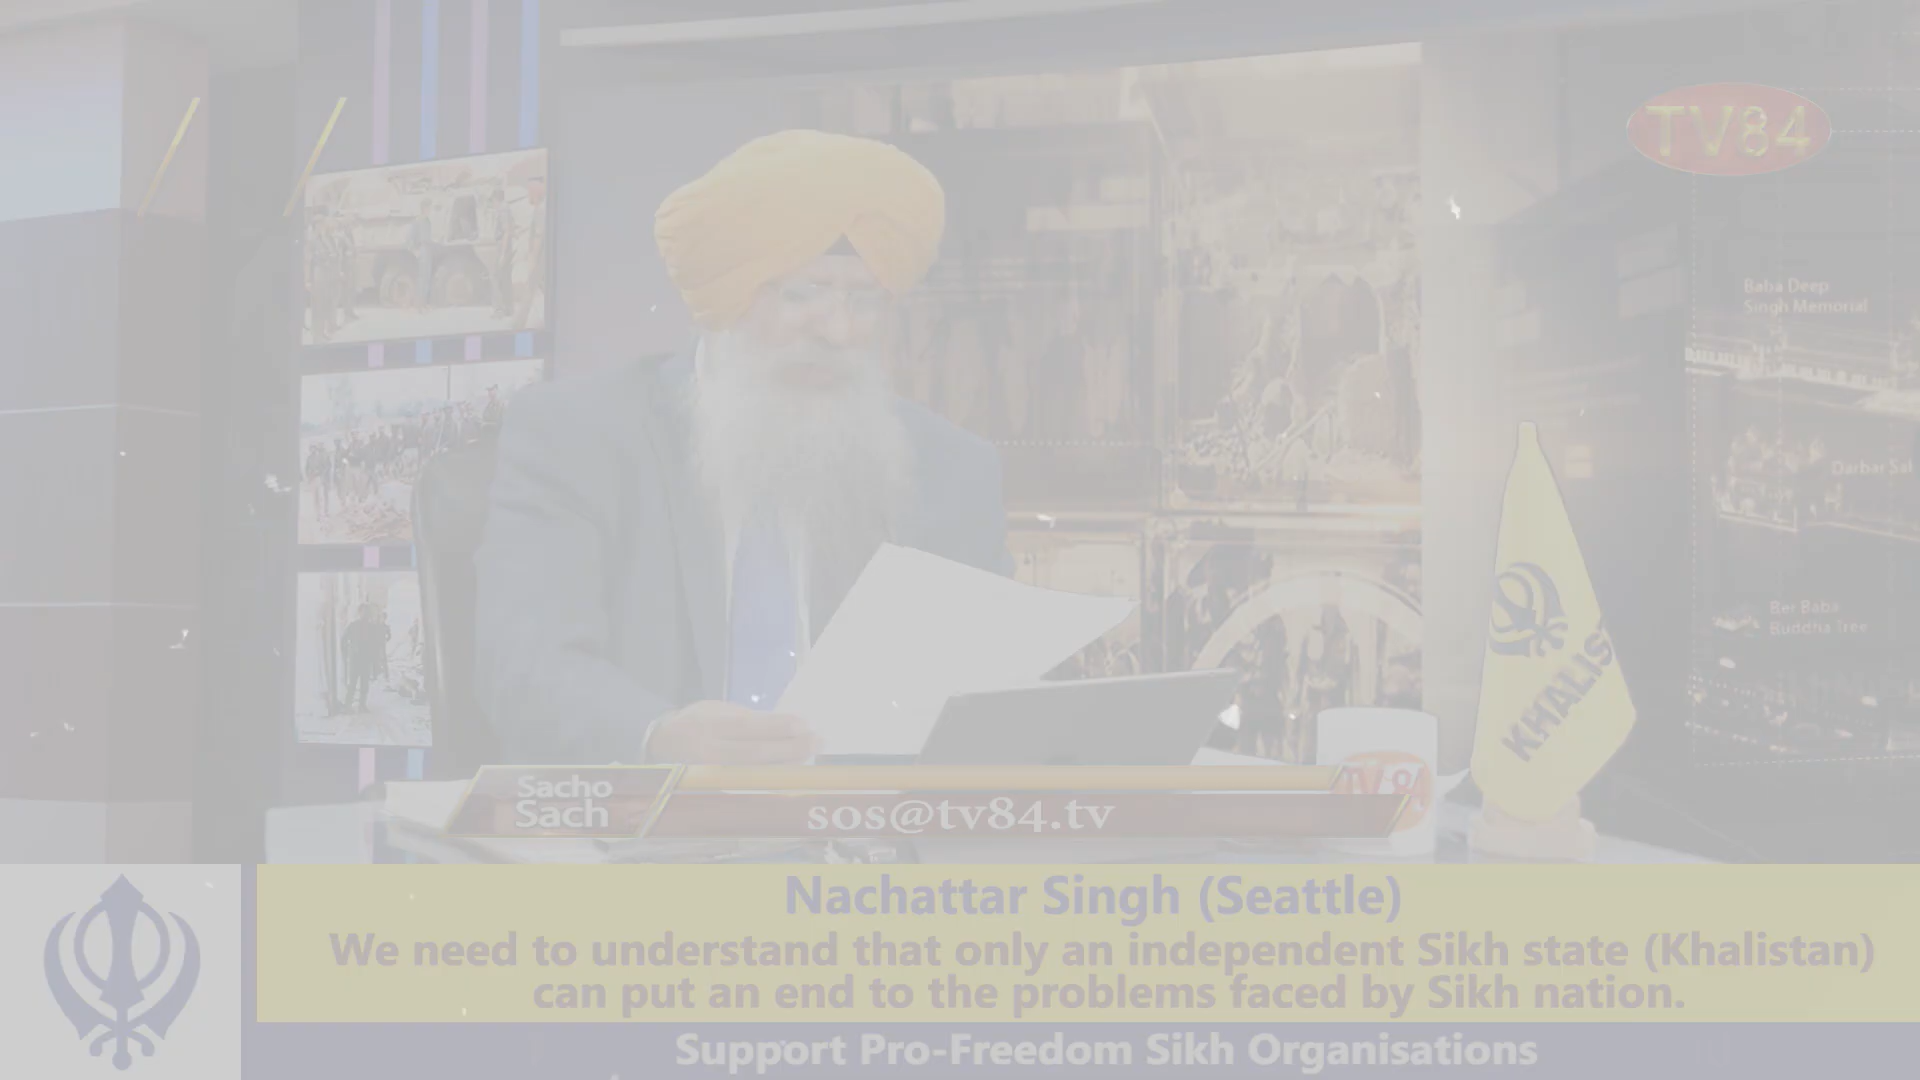 TV84
Baba Deep
Singh Memorial
Darbar Sal
Ber Baba
Buddha Tree
KHALIS
TV84
Sacho
Sach
sos@tv84.tv
Nachattar Singh (Seattle)
We need to understand that only an independent Sikh state (Khalistan)
can put an end to the problems faced by Sikh nation.
Support Pro-Freedom Sikh Organisations